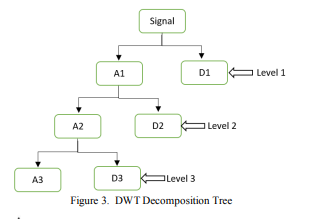 Signal
A1
D1
Level 1
A2
D2
Level 2
A3
D3
Level 3
Figure 3. DWT Decomposition Tree